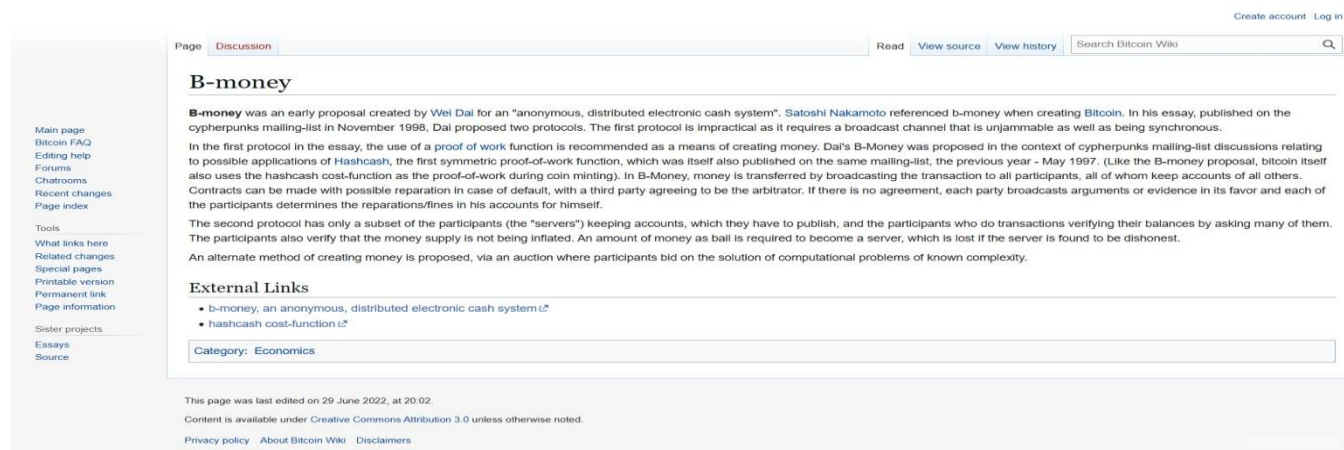 Create account Log in
Page Discussion
Read View source View history Search Bitcoin Wiki
B-money
B-money was an early proposal created by Wei Dai for an "anonymous, distributed electronic cash system". Satoshi Nakamoto referenced b-money when creating Bitcoin. In his essay, published on the
cypherpunks mailing-list in November 1998, Dai proposed two protocols. The first protocol is impractical as it requires a broadcast channel that is unjammable as well as being synchronous.
In the first protocol in the essay, the use of a proof of work function is recommended as a means of creating money. Dai's B-Money was proposed in the context of cypherpunks mailing-list discussions relating
to possible applications of Hashcash, the first symmetric proof-of-work function, which was itself also published on the same mailing-list, the previous year - May 1997. (Like the B-money proposal, bitcoin itself
also uses the hashcash cost-function as the proof-of-work during coin minting). In B-Money, money is transferred by broadcasting the transaction to all participants, all of whom keep accounts of all others.
Contracts can be made with possible reparation in case of default, with a third party agreeing to be the arbitrator. If there is no agreement, each party broadcasts arguments or evidence in its favor and each of
the participants determines the reparations/fines in his accounts for himself.
The second protocol has only a subset of the participants (the "servers") keeping accounts, which they have to publish, and the participants who do transactions verifying their balances by asking many of them.
The participants also verify that the money supply is not being inflated. An amount of money as bail is required to become a server, which is lost if the server is found to be dishonest.
An alternate method of creating money is proposed, via an auction where participants bid on the solution of computational problems of known complexity.
External Links
• b-money, an anonymous, distributed electronic cash system
• hashcash cost-function
Category: Economics
Main page
Bitcoin FAQ
Editing help
Forums
Chatrooms
Recent changes
Page index
Tools
What links here
Related changes
Special pages
Printable version
Permanent link
Page information
Sister projects
Essays
Source
This page was last edited on 29 June 2022, at 20:02.
Content is available under Creative Commons Attribution 3.0 unless otherwise noted.
Privacy policy About Bitcoin Wiki Disclaimers